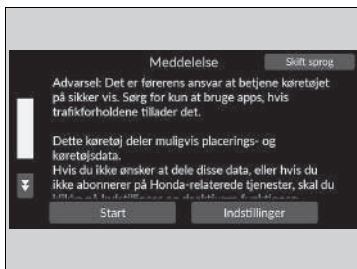 Meddelelse
Skift sprog
Advarsel: Det er førerens ansvar at betjene køretøjet
på sikker vis. Sørg for kun at bruge apps, hvis
trafikforholdene tillader det.
Dette køretøj deler muligvis placerings- og
køretøjsdata.
Hvis du ikke ønsker at dele disse data, eller hvis du
ikke abonnerer på Honda-relaterede tjenester, skal du
Start
Indstillinger